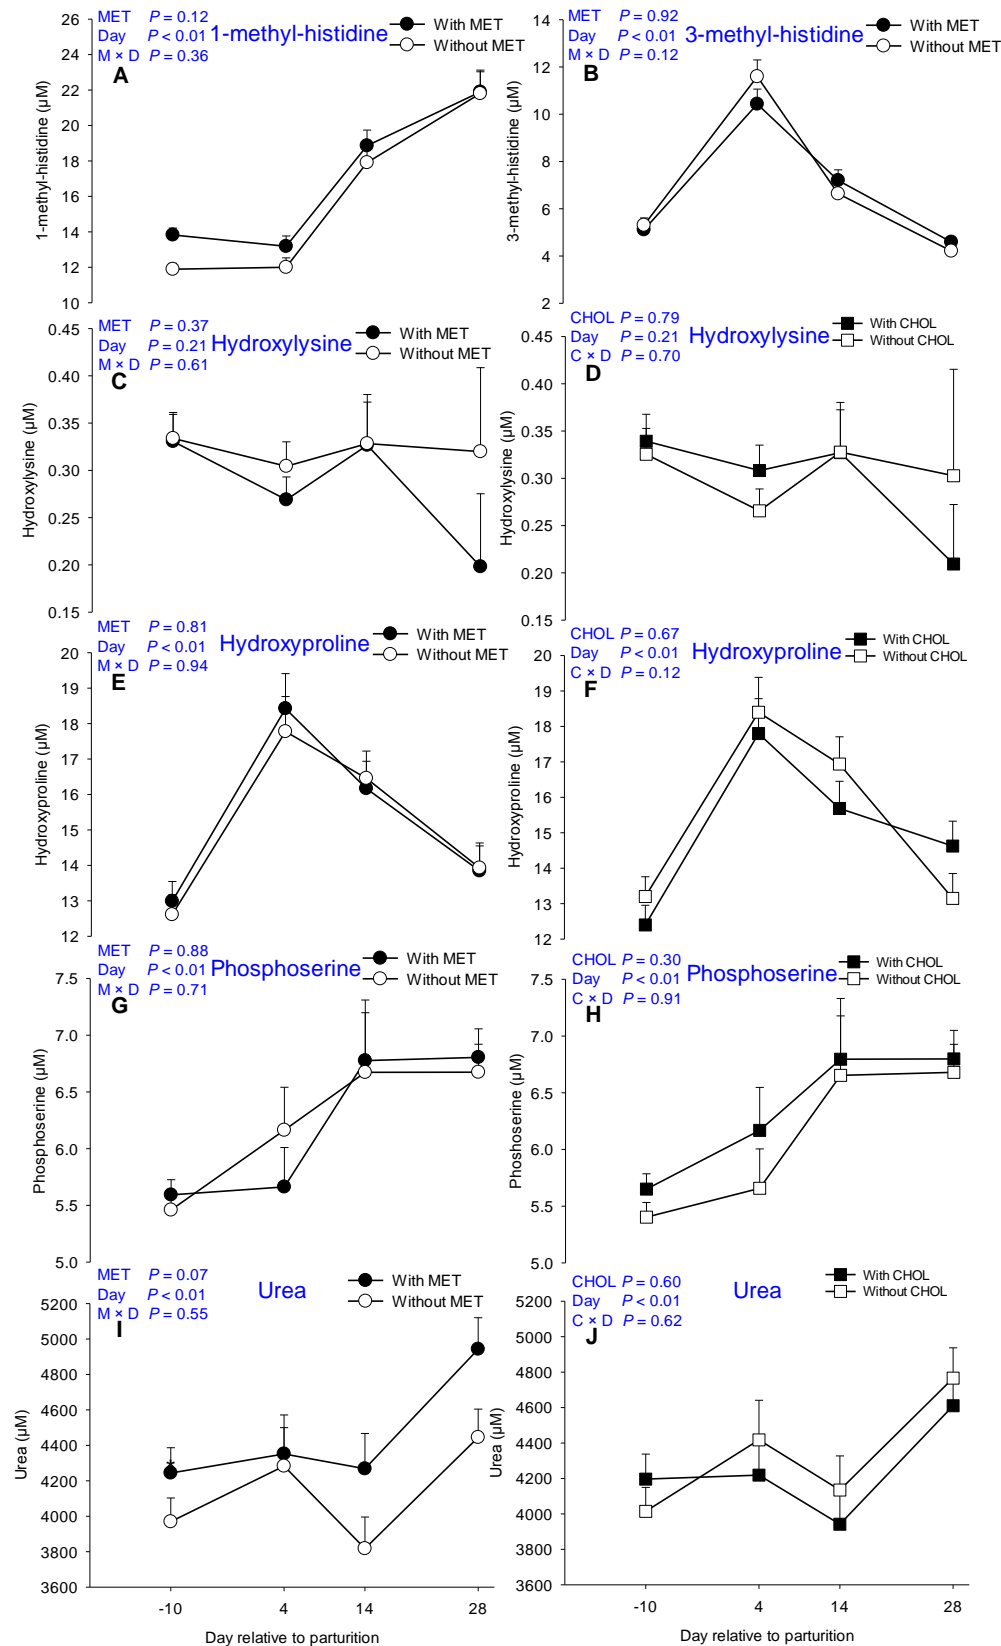 MET P = 0.12
Day P < 0.01
M × D P = 0.36
A
1-methyl-histidine
With MET
Without MET
1-methyl-histidine (µM)
26
24
22
20
18
16
14
12
10
MET P = 0.92
Day P < 0.01
M × D P = 0.12
B
3-methyl-histidine
With MET
Without MET
3-methyl-histidine (µM)
14
12
10
8
6
4
2
MET P = 0.37
Day P = 0.21
M × D P = 0.61
C
Hydroxylysine
With MET
Without MET
Hydroxylysine (µM)
0.45
0.40
0.35
0.30
0.25
0.20
0.15
CHOL P = 0.79
Day P = 0.21
C × D P = 0.70
D
Hydroxylysine
With CHOL
Without CHOL
Hydroxylysine (µM)
0.45
0.40
0.35
0.30
0.25
0.20
0.15
MET P = 0.81
Day P < 0.01
M × D P = 0.94
E
Hydroxyproline
With MET
Without MET
Hydroxyproline (µM)
20
19
18
17
16
15
14
13
12
CHOL P = 0.67
Day P < 0.01
C × D P = 0.12
F
Hydroxyproline
With CHOL
Without CHOL
Hydroxyproline (µM)
20
19
18
17
16
15
14
13
12
MET P = 0.88
Day P < 0.01
M × D P = 0.71
G
Phosphoserine
With MET
Without MET
Phosphoserine (µM)
7.5
7.0
6.5
6.0
5.5
5.0
CHOL P = 0.30
Day P < 0.01
C × D P = 0.91
H
Phosphoserine
With CHOL
Without CHOL
Phoshoserine (µM)
7.5
7.0
6.5
6.0
5.5
5.0
MET P = 0.07
Day P < 0.01
M × D P = 0.55
I
Urea
With MET
Without MET
Urea (µM)
5200
5000
4800
4600
4400
4200
4000
3800
3600
-10 4 14 28
Day relative to parturition
CHOL P = 0.60
Day P < 0.01
C × D P = 0.62
J
Urea
With CHOL
Without CHOL
Urea (µM)
5200
5000
4800
4600
4400
4200
4000
3800
3600
-10 4 14 28
Day relative to parturition